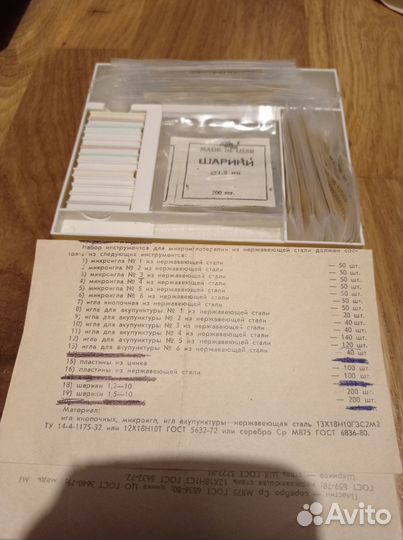 MADE IN USSR
ШАРИКИ
∅1,2 мм
200 шт.
Набор инструментов для микроиглотерапии из нержавеющей стали должен сос-
из следующих инструментов:
1) микроигла № 1 из нержавеющей стали — 50 шт.
2 микроигла № 2 из нержавеющей стали — 50 шт.
3) микроигла № 3 из нержавеющей стали — 50 шт.
4) микроигла № 4 из нержавеющей стали — 50 шт.
5) микроигла № 5 из нержавеющей стали — 50 шт.
6) микроигла № 6 из нержавеющей стали — 50 шт.
7) игла кнопочная из нержавеющей стали
8) игла для акупунктуры № 1 из нержавеющей стали — 20 шт.
9) игла для акупунктуры № 2 из нержавеющей стали — 40 шт.
10) игла для акупунктуры № 3 из нержавеющей стали — 40 шт.
11) игла для акупунктуры № 4 из нержавеющей стали — 140 шт.
12) игла для акупунктуры № 5 из нержавеющей стали — 120 шт.
13) игла для акупунктуры № 6 из нержавеющей стали — 40 шт.
15) пластины из цинка — 100 шт.
16) пластины из нержавеющей стали — 100 шт.
18) шарики 1,2—10 — 200 шт.
19) шарики 1,5—10 — 200 шт.
Материал:
игл кнопочных, микроигл, игл акупунктуры—нержавеющая сталь 13Х18Н10Г3С2М2
ТУ 14-4-1175-32 или 12Х18Н10Т ГОСТ 5632-72 или серебро Ср М875 ГОСТ 6836-80.
Avito